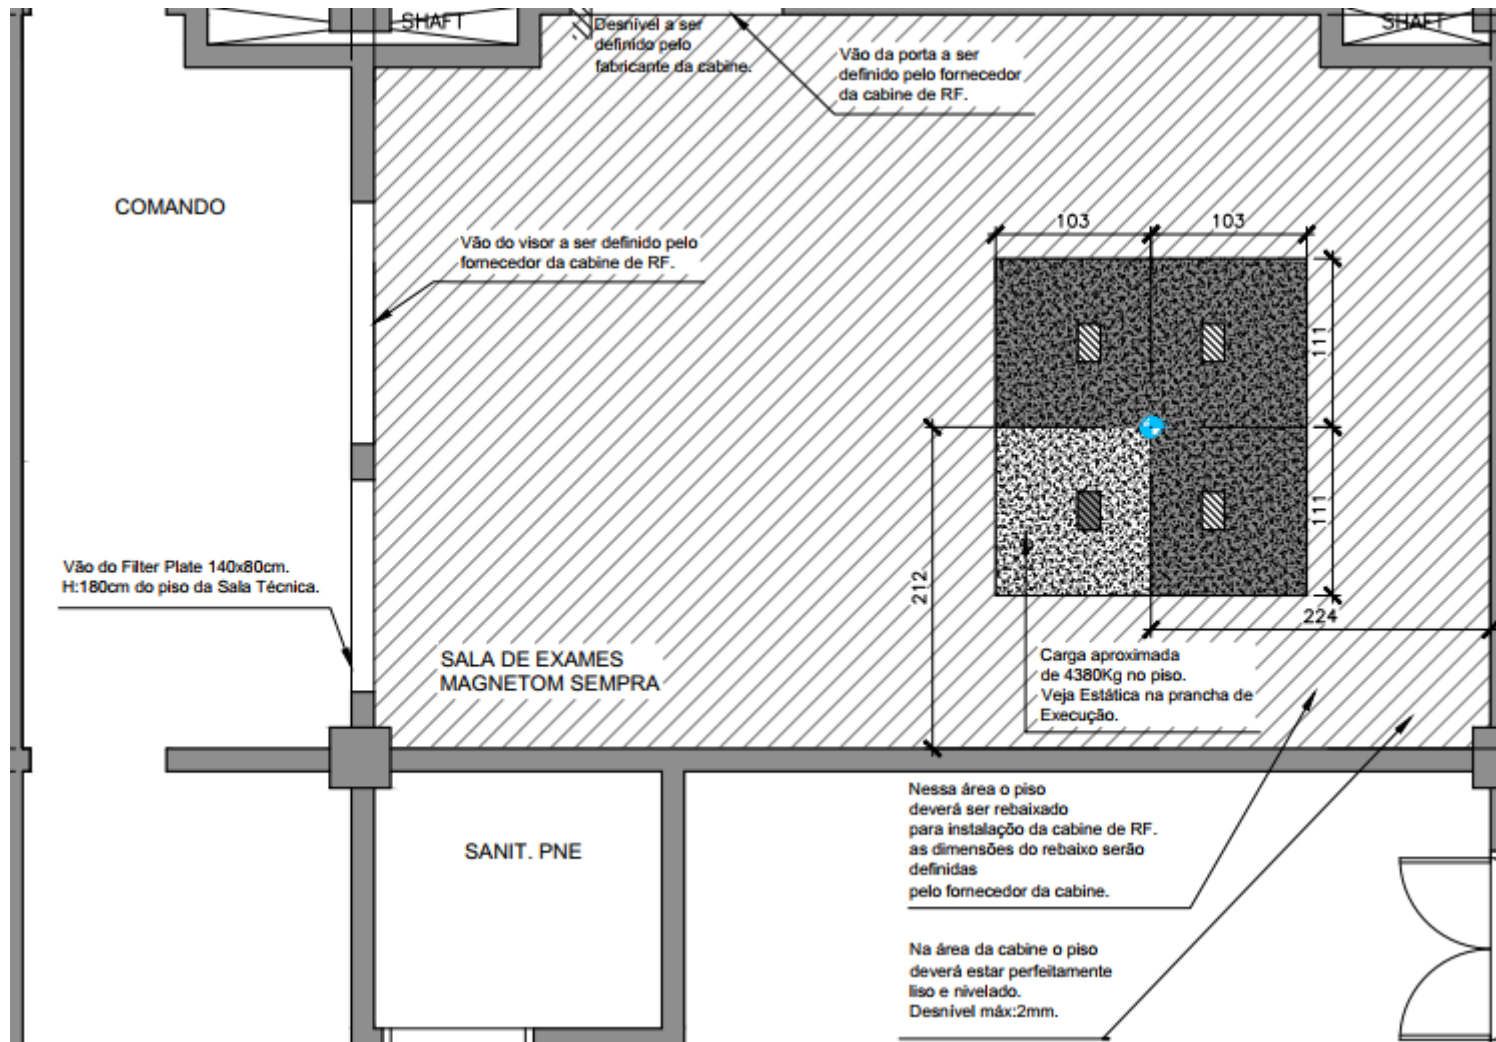 SHAFT
Desnível a ser
definido pelo
fabricante da cabine.
SHAFT
Vão da porta a ser
definido pelo fornecedor
da cabine de RF.
COMANDO
103
103
Vão do visor a ser definido pelo
fornecedor da cabine de RF.
111
111
212
224
Vão do Filter Plate 140x80cm.
H:180cm do piso da Sala Técnica.
SALA DE EXAMES
MAGNETOM SEMPRA
Carga aproximada
de 4380Kg no piso.
Veja Estática na prancha de
Execução.
Nessa área o piso
deverá ser rebaixado
para instalção da cabine de RF.
as dimensões do rebaixo serão
definidas
pelo fornecedor da cabine.
SANIT. PNE
Na área da cabine o piso
deverá estar perfeitamente
liso e nivelado.
Desnível máx:2mm.